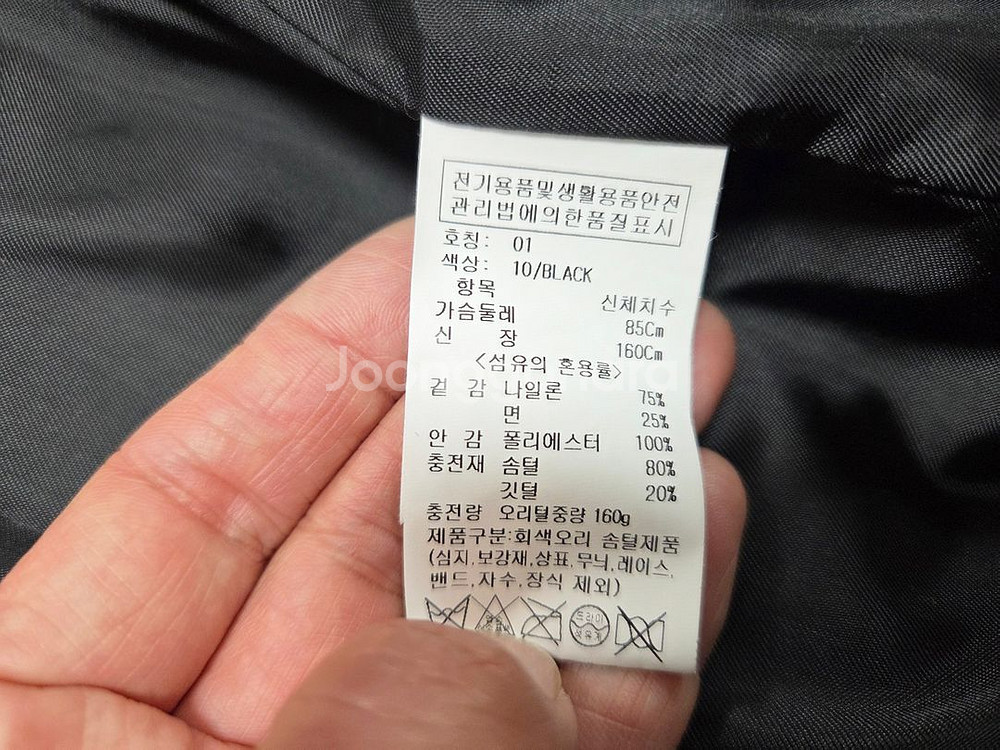 전기용품및생활용품안전
관리법에의한품질표시
호칭: 01
색상: 10/BLACK
항목 신체치수
가슴둘레 85Cm
신 장 160Cm
<섬유의 혼용률>
겉 감 나일론 75%
면 25%
안 감 폴리에스터 100%
충전재 솜털 80%
깃털 20%
충전량 오리털중량 160g
제품구분:회색오리 솜털제품
(심지,보강재,상표,무늬,레이스,
밴드,자수,장식 제외)
드라이
석유계